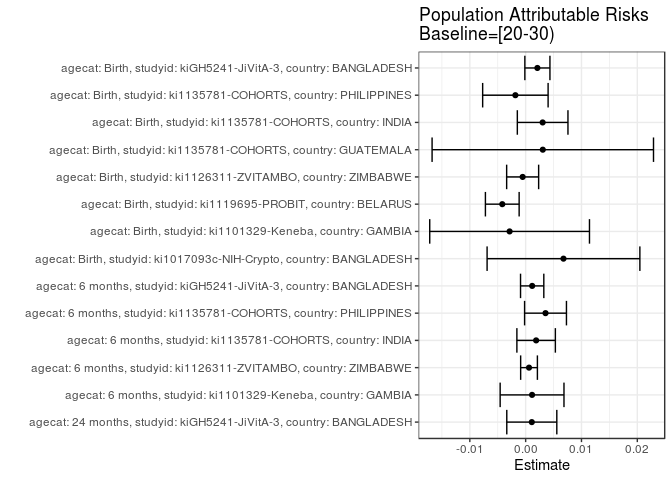 Population Attributable Risks
Baseline=[20-30)
agecat: Birth, studyid: kiGH5241-JiVitA-3, country: BANGLADESH
agecat: Birth, studyid: ki1135781-COHORTS, country: PHILIPPINES
agecat: Birth, studyid: ki1135781-COHORTS, country: INDIA
agecat: Birth, studyid: ki1135781-COHORTS, country: GUATEMALA
agecat: Birth, studyid: ki1126311-ZVITAMBO, country: ZIMBABWE
agecat: Birth, studyid: ki1119695-PROBIT, country: BELARUS
agecat: Birth, studyid: ki1101329-Keneba, country: GAMBIA
agecat: Birth, studyid: ki1017093c-NIH-Crypto, country: BANGLADESH
agecat: 6 months, studyid: kiGH5241-JiVitA-3, country: BANGLADESH
agecat: 6 months, studyid: ki1135781-COHORTS, country: PHILIPPINES
agecat: 6 months, studyid: ki1135781-COHORTS, country: INDIA
agecat: 6 months, studyid: ki1126311-ZVITAMBO, country: ZIMBABWE
agecat: 6 months, studyid: ki1101329-Keneba, country: GAMBIA
agecat: 24 months, studyid: kiGH5241-JiVitA-3, country: BANGLADESH
-0.01 0.00 0.01 0.02
Estimate